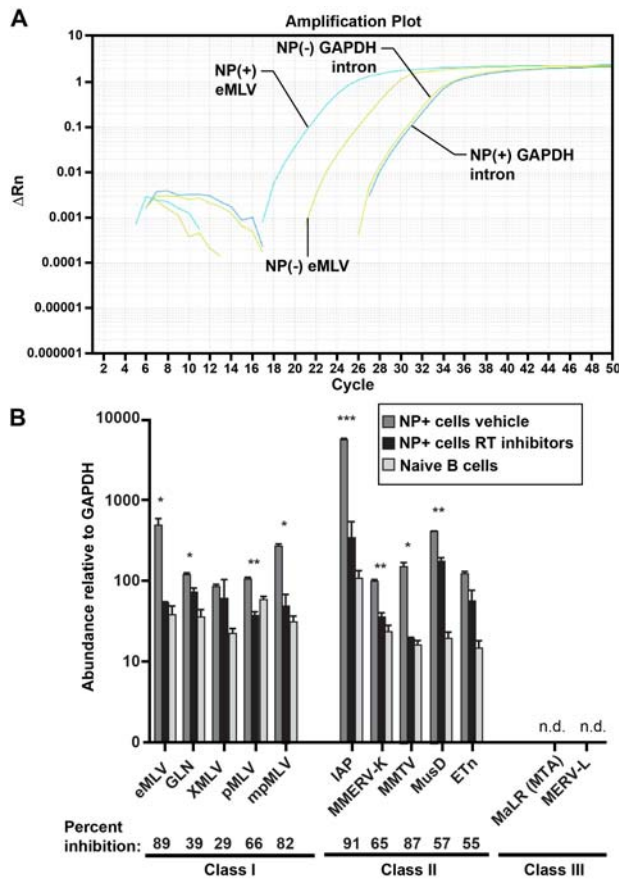 A
Amplification Plot
NP(-) GAPDH
intron
NP(+)
eMLV
NP(+) GAPDH
intron
NP(-) eMLV
ΔRn
10
1
0.1
0.01
0.001
0.0001
0.000001
2 4 6 8 10 12 14 16 18 20 22 24 26 28 30 32 34 36 38 40 42 44 46 48 50
Cycle
B
NP+ cells vehicle
NP+ cells RT inhibitors
Naive B cells
Abundance relative to GAPDH
10000
1000
100
10
0
* * ** * *** ** * **
n.d. n.d.
eMLV GLN XMLV pMLV mpMLV IAP MMERV-K MMTV MusD ETn MaLR (MTA) MERV-L
Percent
inhibition: 89 39 29 66 82 91 65 87 57 55
Class I Class II Class III